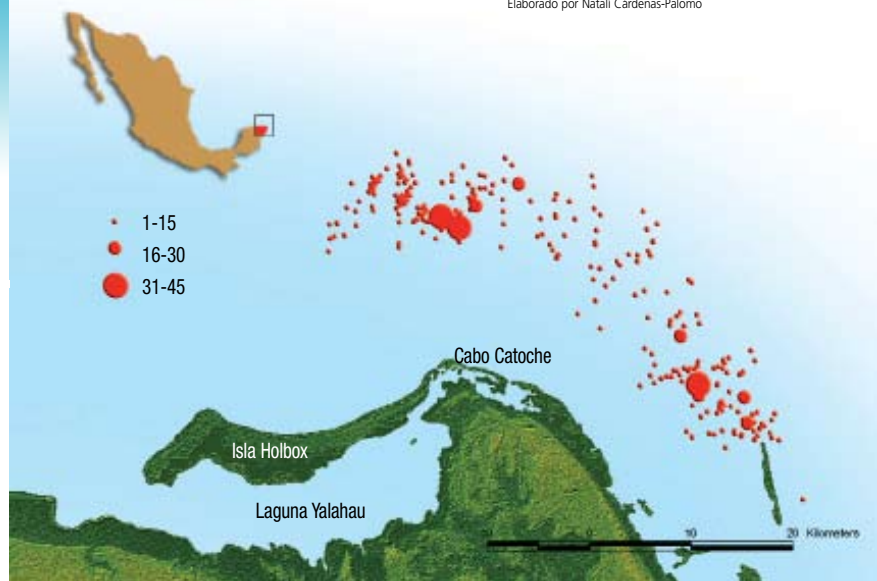 Elaborado por Natalí Cárdenas-Palomo
1-15
16-30
31-45
Cabo Catoche
Isla Holbox
Laguna Yalahau
0
10
20 Kilometers